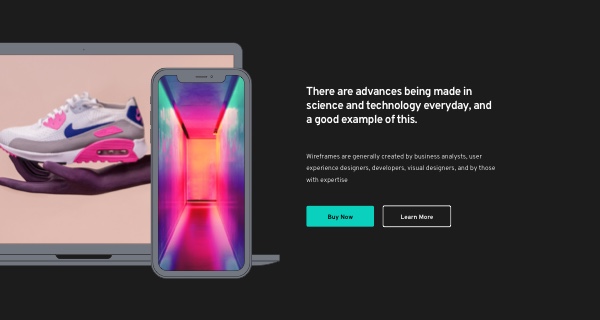 There are advances being made in
science and technology everyday, and
a good example of this.
Wireframes are generally created by business analysts, user
experience designers, developers, visual designers, and by those
with expertise
Buy Now
Learn More